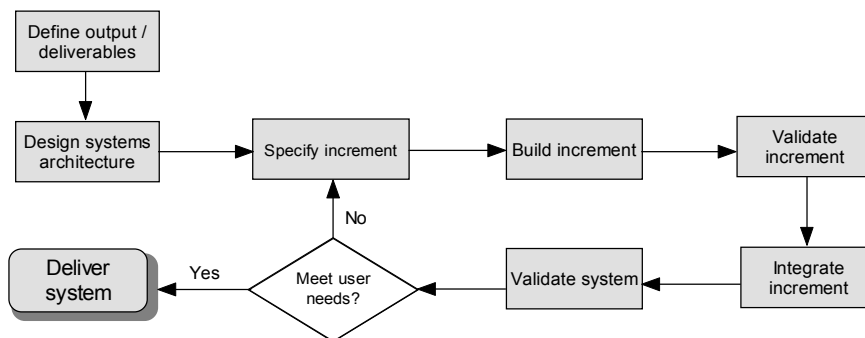 Define output /
deliverables
Design systems
architecture
Specify increment
Build increment
Validate
increment
No
Deliver
system
Yes
Meet user
needs?
Validate system
Integrate
increment